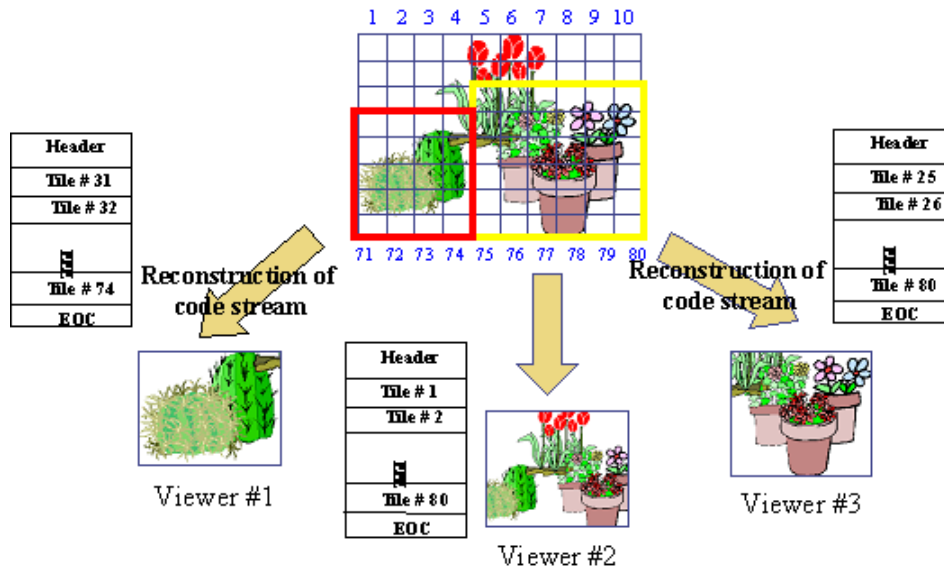 1 2 3 4 5 6 7 8 9 10
71 72 73 74 75 76 77 78 79 80
Header
Tile # 31
Tile # 32
Tile # 74
EOC
Reconstruction of
code stream
Viewer #1
Header
Tile # 1
Tile # 2
Tile # 80
EOC
Viewer #2
Reconstruction of
code stream
Header
Tile # 25
Tile # 26
Tile # 80
EOC
Viewer #3